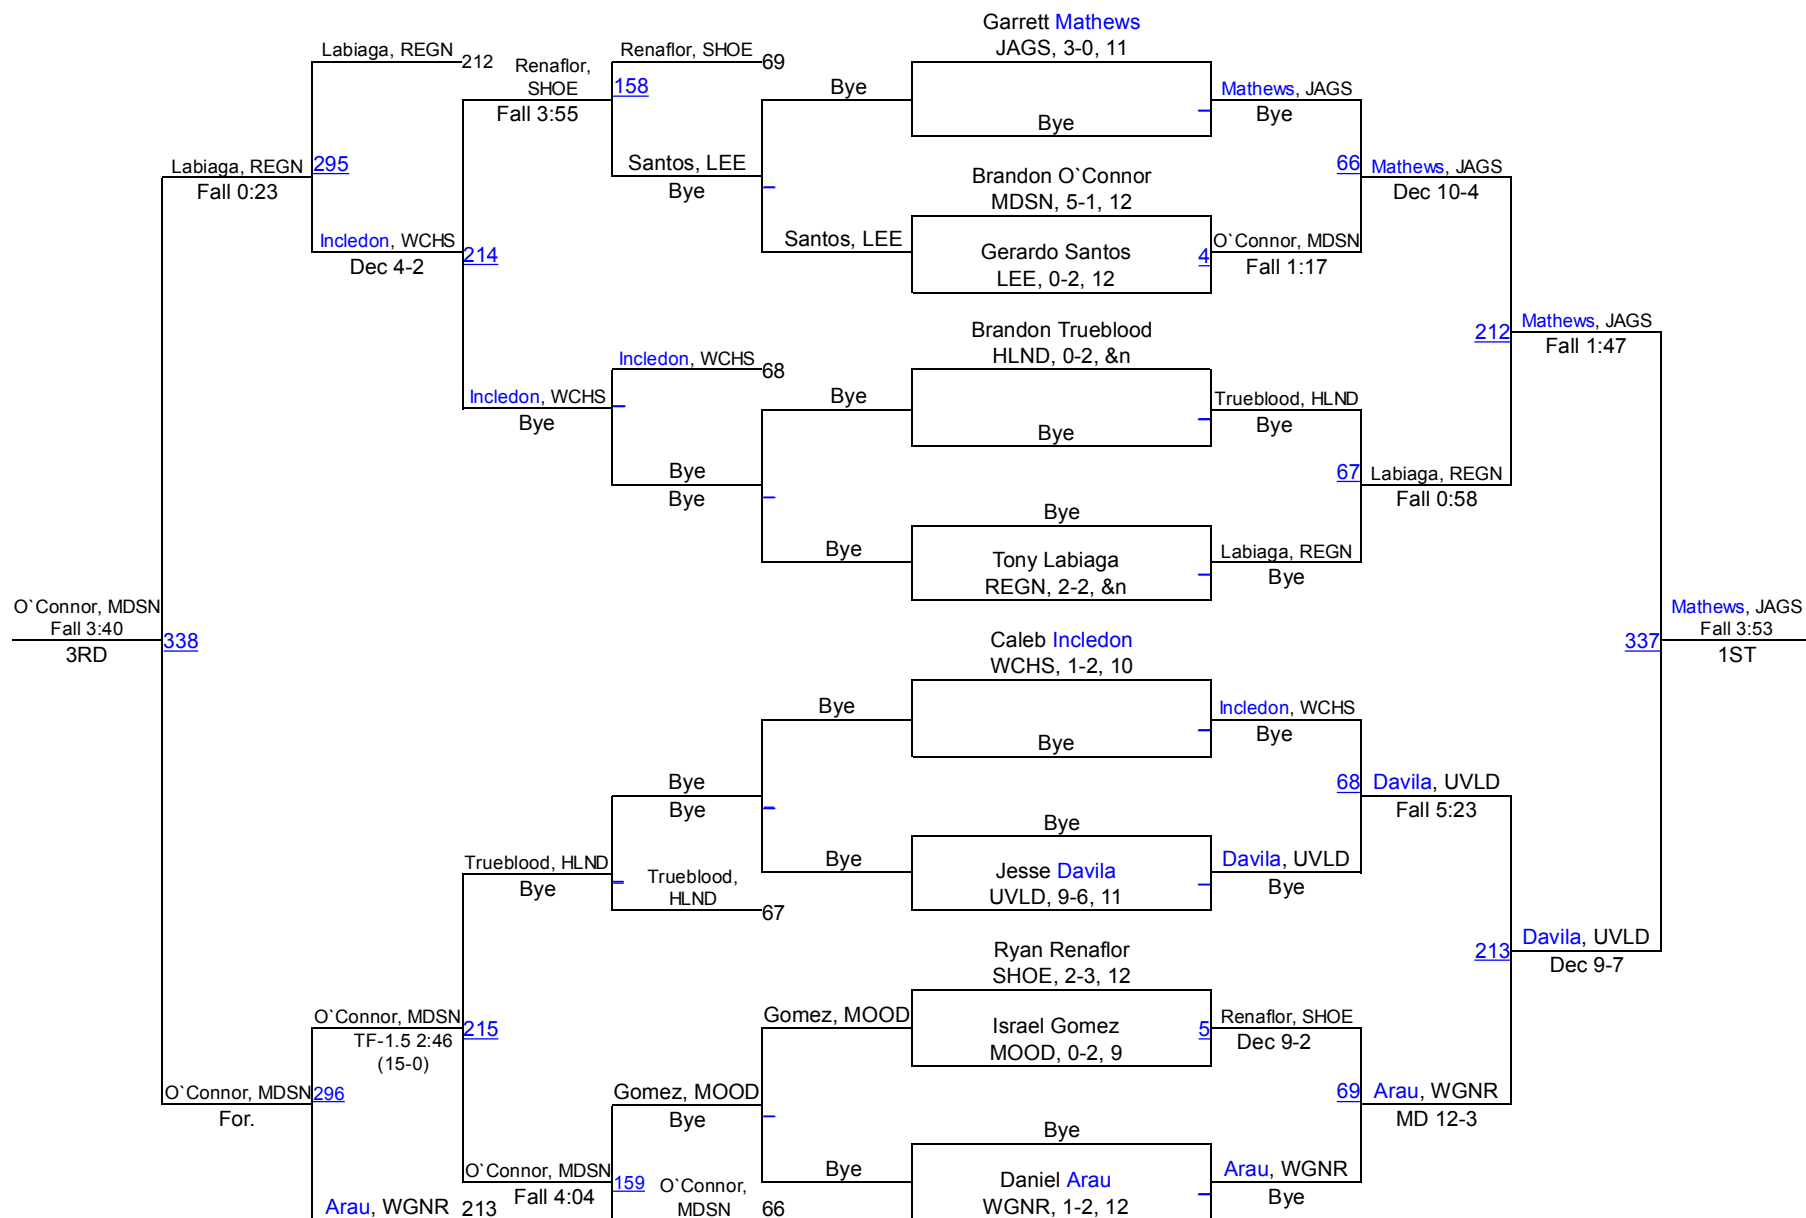 Garrett Mathews
JAGS, 3-0, 11
Labiaga, REGN
212
Renaflor,
SHOE
Fall 3:55
Renaflor, SHOE
69
158
Bye
Bye
Mathews, JAGS
Bye
Labiaga, REGN
Fall 0:23
295
Santos, LEE
Bye
Brandon O`Connor
MDSN, 5-1, 12
66
Mathews, JAGS
Dec 10-4
Incledon, WCHS
Dec 4-2
214
Santos, LEE
Gerardo Santos
LEE, 0-2, 12
4
O`Connor, MDSN
Fall 1:17
Brandon Trueblood
HLND, 0-2, &n
212
Mathews, JAGS
Fall 1:47
Incledon, WCHS
68
Incledon, WCHS
Bye
Bye
Bye
Trueblood, HLND
Bye
Bye
Bye
67
Labiaga, REGN
Fall 0:58
Bye
Bye
Tony Labiaga
REGN, 2-2, &n
Labiaga, REGN
Bye
O`Connor, MDSN
Fall 3:40
3RD
338
Caleb Incledon
WCHS, 1-2, 10
337
Mathews, JAGS
Fall 3:53
1ST
Bye
Bye
Incledon, WCHS
Bye
Bye
Bye
68
Davila, UVLD
Fall 5:23
Bye
Trueblood, HLND
Bye
Trueblood,
HLND
67
Bye
Jesse Davila
UVLD, 9-6, 11
Davila, UVLD
Bye
Ryan Renaflor
SHOE, 2-3, 12
213
Davila, UVLD
Dec 9-7
O`Connor, MDSN
TF-1.5 2:46
(15-0)
215
Gomez, MOOD
Israel Gomez
MOOD, 0-2, 9
5
Renaflor, SHOE
Dec 9-2
O`Connor, MDSN
For.
296
Gomez, MOOD
Bye
69
Arau, WGNR
MD 12-3
Bye
O`Connor, MDSN
Fall 4:04
159
O`Connor,
MDSN
66
Bye
Daniel Arau
WGNR, 1-2, 12
Arau, WGNR
Bye
Arau, WGNR
213